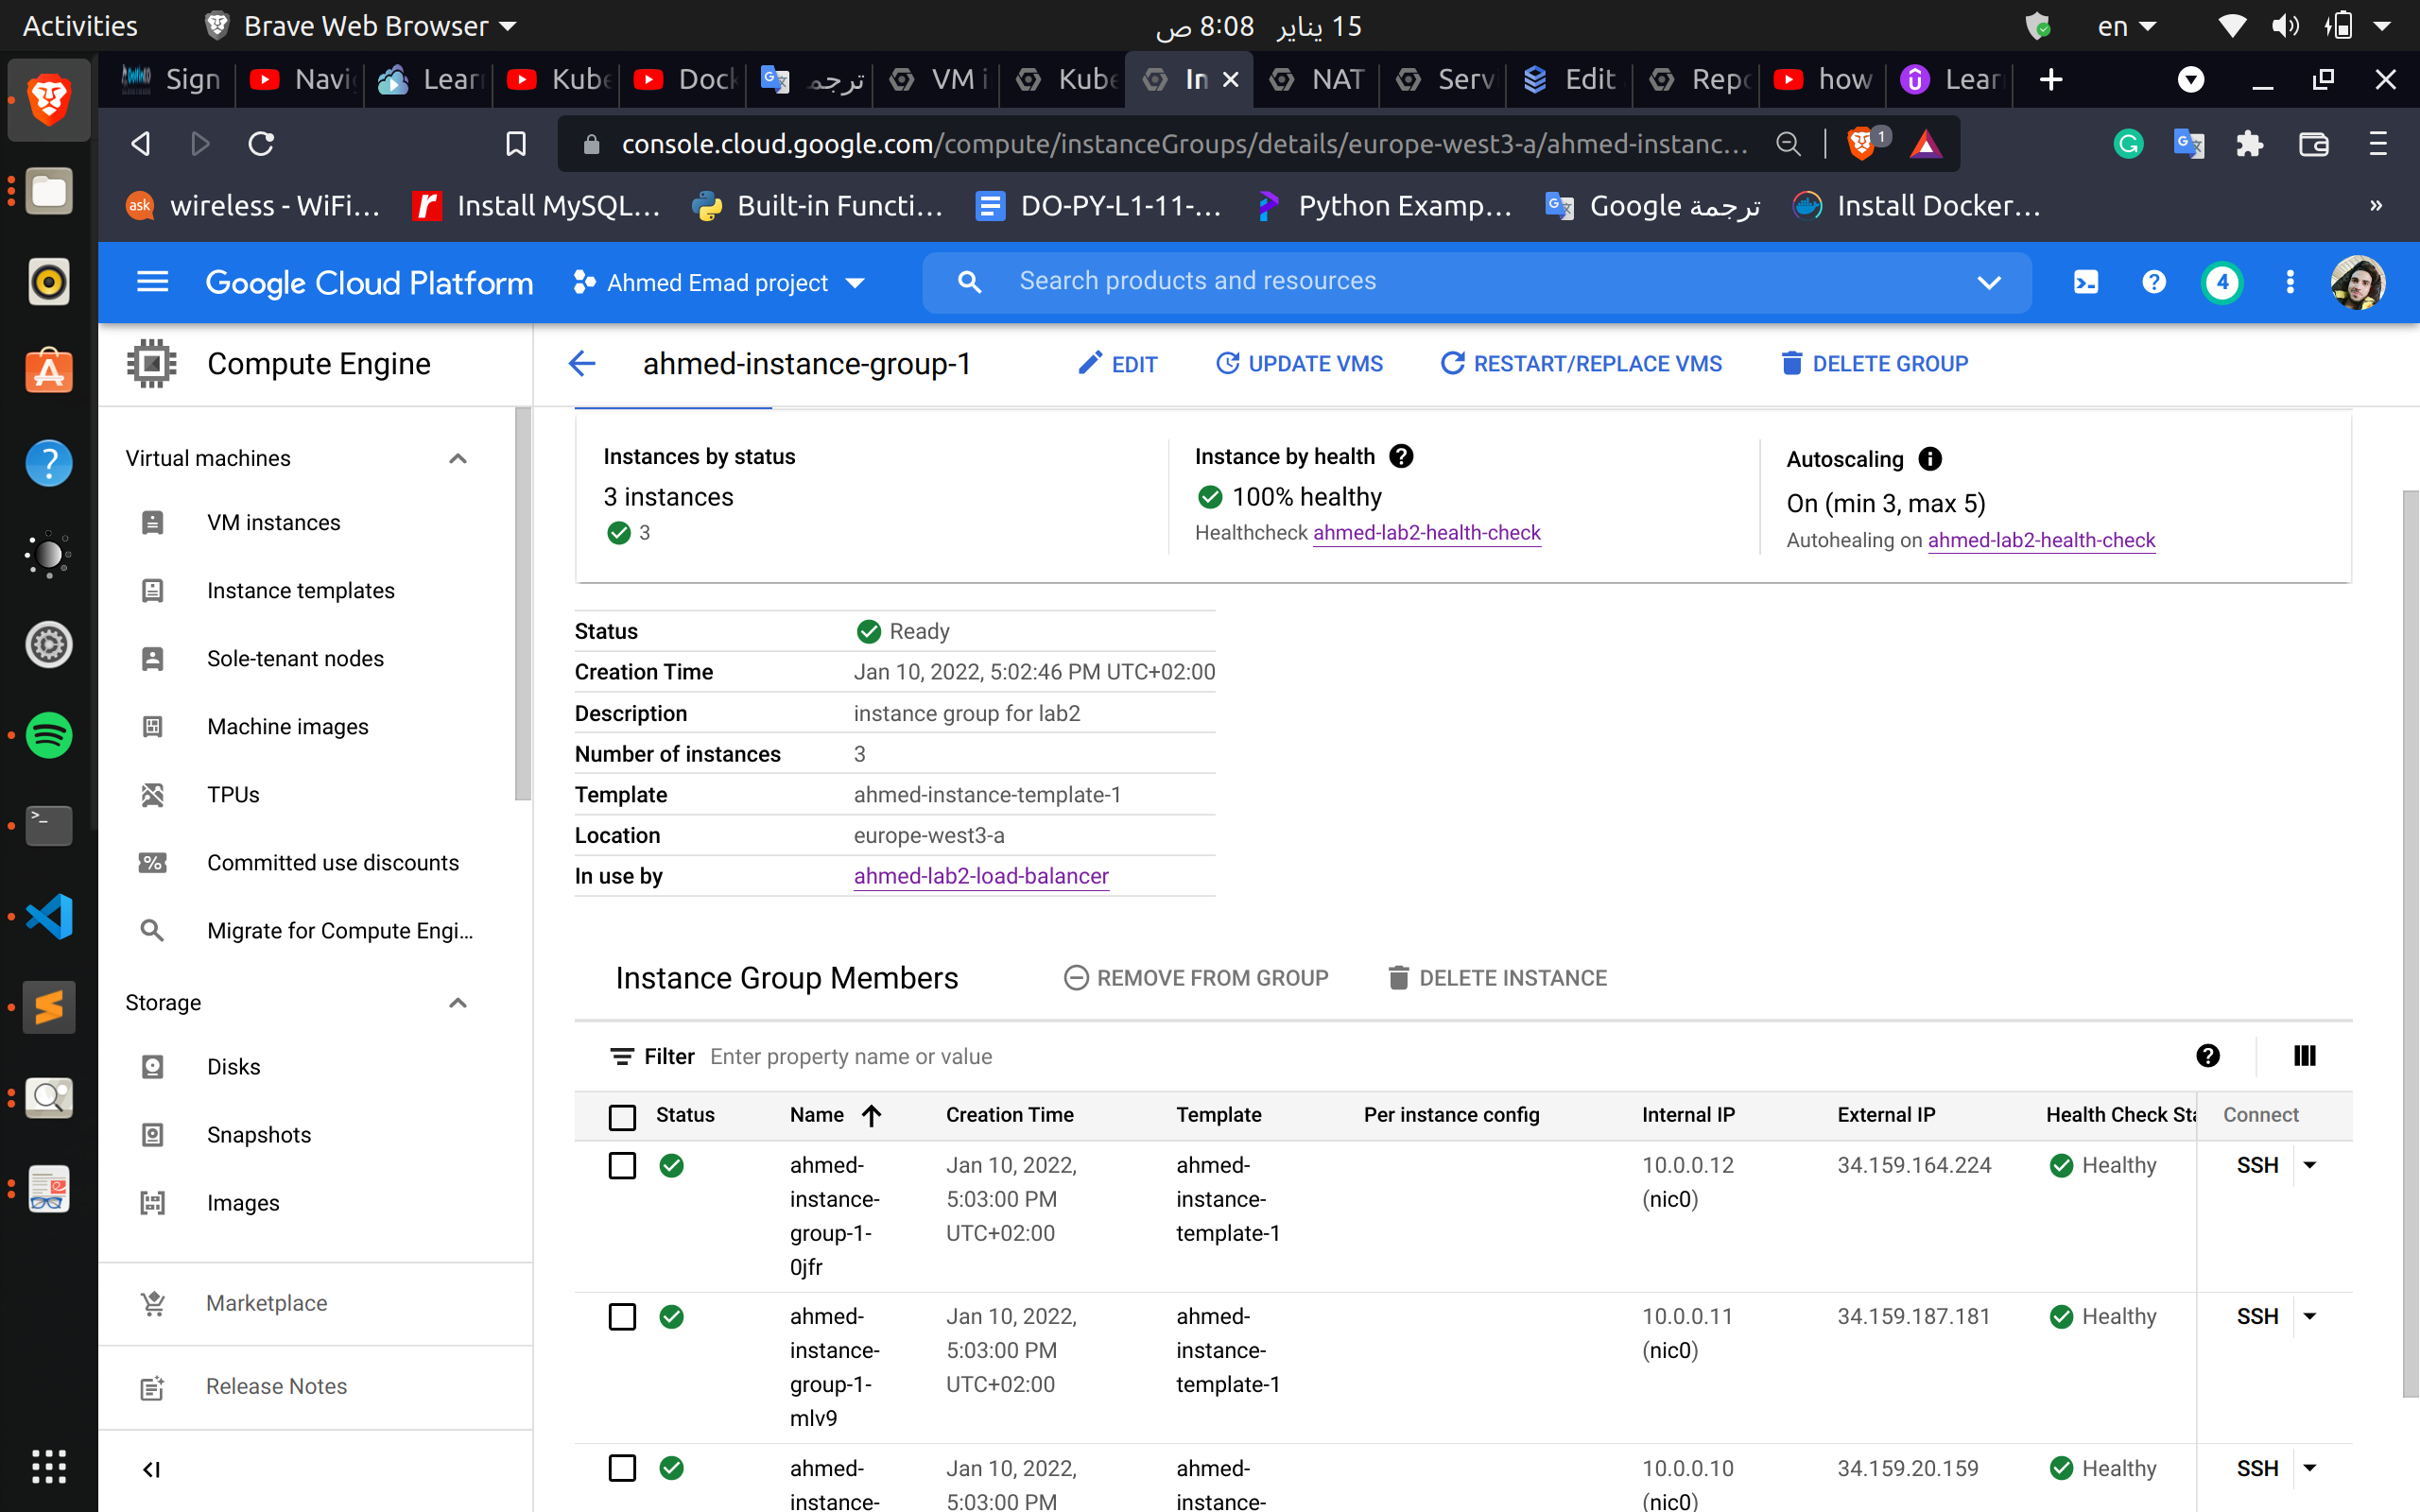 Activities
Brave Web Browser
15 يناير 8:08 ص
en
Sign
Navi
Lear
Kube
Dock
ترجمـ
VM i
Kube
In
NAT
Serv
Edit
Repo
how
Lear
console.cloud.google.com/compute/instanceGroups/details/europe-west3-a/ahmed-instanc...
1
ask
wireless - WiFi...
Install MySQL...
Built-in Functi...
DO-PY-L1-11-...
Python Examp...
ترجمة Google
Install Docker...
»
Google Cloud Platform
Ahmed Emad project
Search products and resources
4
Compute Engine
ahmed-instance-group-1
EDIT
UPDATE VMS
RESTART/REPLACE VMS
DELETE GROUP
Virtual machines
VM instances
Instance templates
Sole-tenant nodes
Machine images
TPUs
Committed use discounts
Migrate for Compute Engi...
Storage
Disks
Snapshots
Images
Marketplace
Release Notes
Instances by status
3 instances
3
Instance by health
100% healthy
Healthcheck ahmed-lab2-health-check
Autoscaling
On (min 3, max 5)
Autohealing on ahmed-lab2-health-check
Status Ready
Creation Time Jan 10, 2022, 5:02:46 PM UTC+02:00
Description instance group for lab2
Number of instances 3
Template ahmed-instance-template-1
Location europe-west3-a
In use by ahmed-lab2-load-balancer
Instance Group Members
REMOVE FROM GROUP
DELETE INSTANCE
Filter Enter property name or value
Status Name Creation Time Template Per instance config Internal IP External IP Health Check Sta Connect
ahmed- Jan 10, 2022, ahmed- 10.0.0.12 34.159.164.224 Healthy SSH
instance- 5:03:00 PM instance- (nic0)
group-1- UTC+02:00 template-1
0jfr
ahmed- Jan 10, 2022, ahmed- 10.0.0.11 34.159.187.181 Healthy SSH
instance- 5:03:00 PM instance- (nic0)
group-1- UTC+02:00 template-1
mlv9
ahmed- Jan 10, 2022, ahmed- 10.0.0.10 34.159.20.159 Healthy SSH
instance- 5:03:00 PM instance- (nic0)